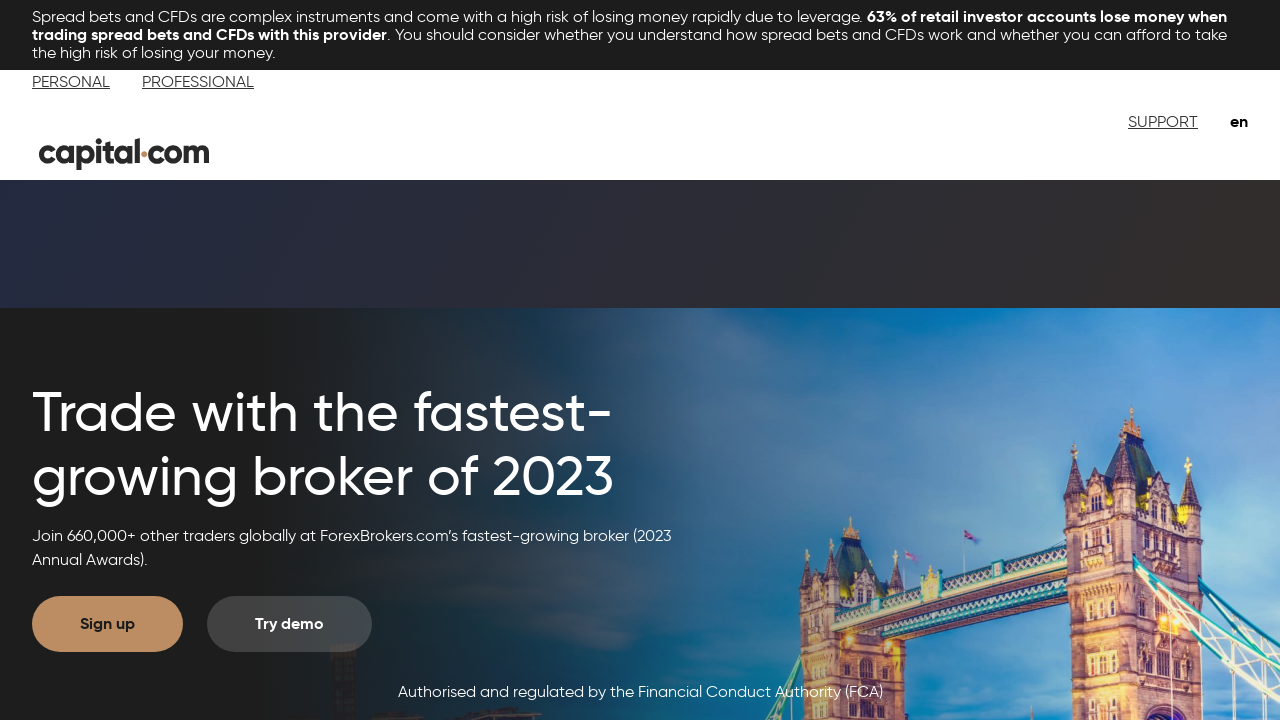 Spread bets and CFDs are complex instruments and come with a high risk of losing money rapidly due to leverage. 63% of retail investor accounts lose money when
trading spread bets and CFDs with this provider. You should consider whether you understand how spread bets and CFDs work and whether you can afford to take
the high risk of losing your money.
PERSONAL PROFESSIONAL
SUPPORT en
capital.com
Trade with the fastest-
growing broker of 2023
Join 660,000+ other traders globally at ForexBrokers.com’s fastest-growing broker (2023
Annual Awards).
Sign up Try demo
Authorised and regulated by the Financial Conduct Authority (FCA)